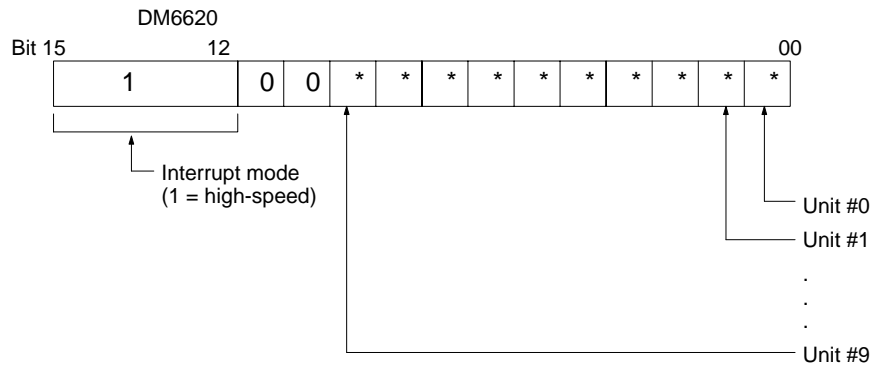 DM6620
Bit 15 12 00
1 0 0 * * * * * * * * * *
Interrupt mode
(1 = high-speed)
Unit #0
Unit #1
.
.
.
Unit #9